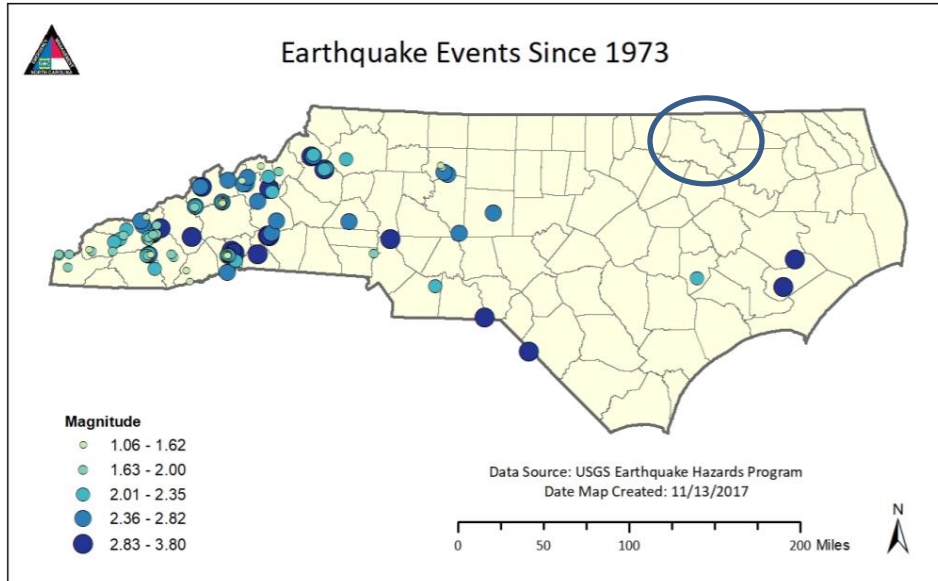 Earthquake Events Since 1973
NORTH CAROLINA
Magnitude
1.06 - 1.62
1.63 - 2.00
2.01 - 2.35
2.36 - 2.82
2.83 - 3.80
Data Source: USGS Earthquake Hazards Program
Date Map Created: 11/13/2017
0 50 100 200 Miles
N